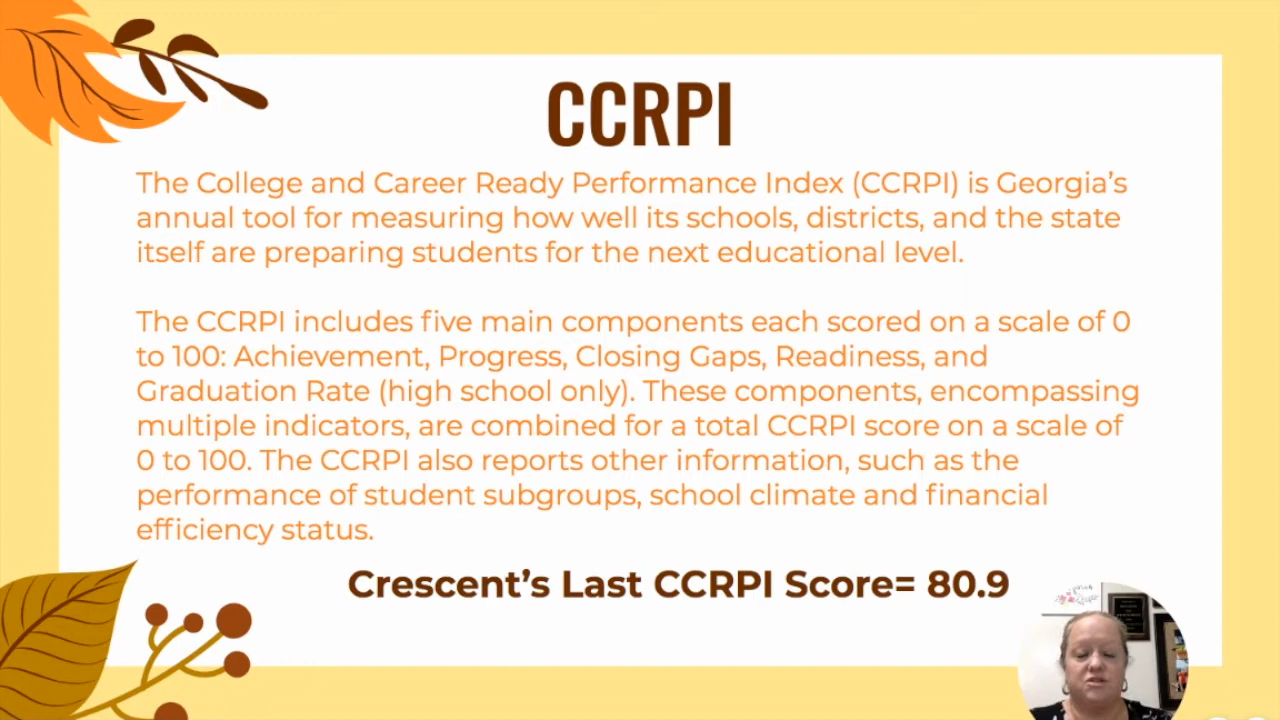 CCRPI
The College and Career Ready Performance Index (CCRPI) is Georgia’s
annual tool for measuring how well its schools, districts, and the state
itself are preparing students for the next educational level.
The CCRPI includes five main components each scored on a scale of 0
to 100: Achievement, Progress, Closing Gaps, Readiness, and
Graduation Rate (high school only). These components, encompassing
multiple indicators, are combined for a total CCRPI score on a scale of
0 to 100. The CCRPI also reports other information, such as the
performance of student subgroups, school climate and financial
efficiency status.
Crescent’s Last CCRPI Score= 80.9